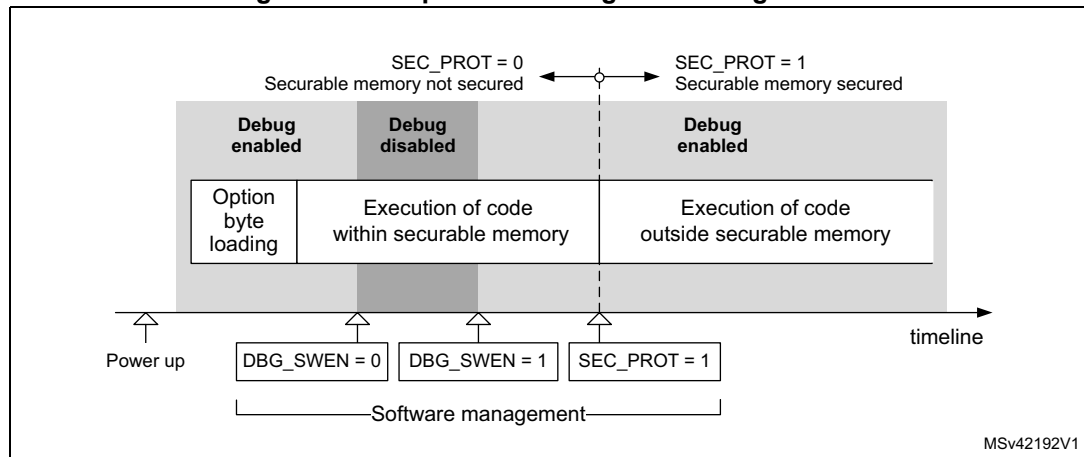 SEC_PROT = 0
Securable memory not secured
SEC_PROT = 1
Securable memory secured
Debug
enabled
Debug
disabled
Debug
enabled
Option
byte
loading
Execution of code
within securable memory
Execution of code
outside securable memory
timeline
Power up
DBG_SWEN = 0
DBG_SWEN = 1
SEC_PROT = 1
Software management
MSv42192V1